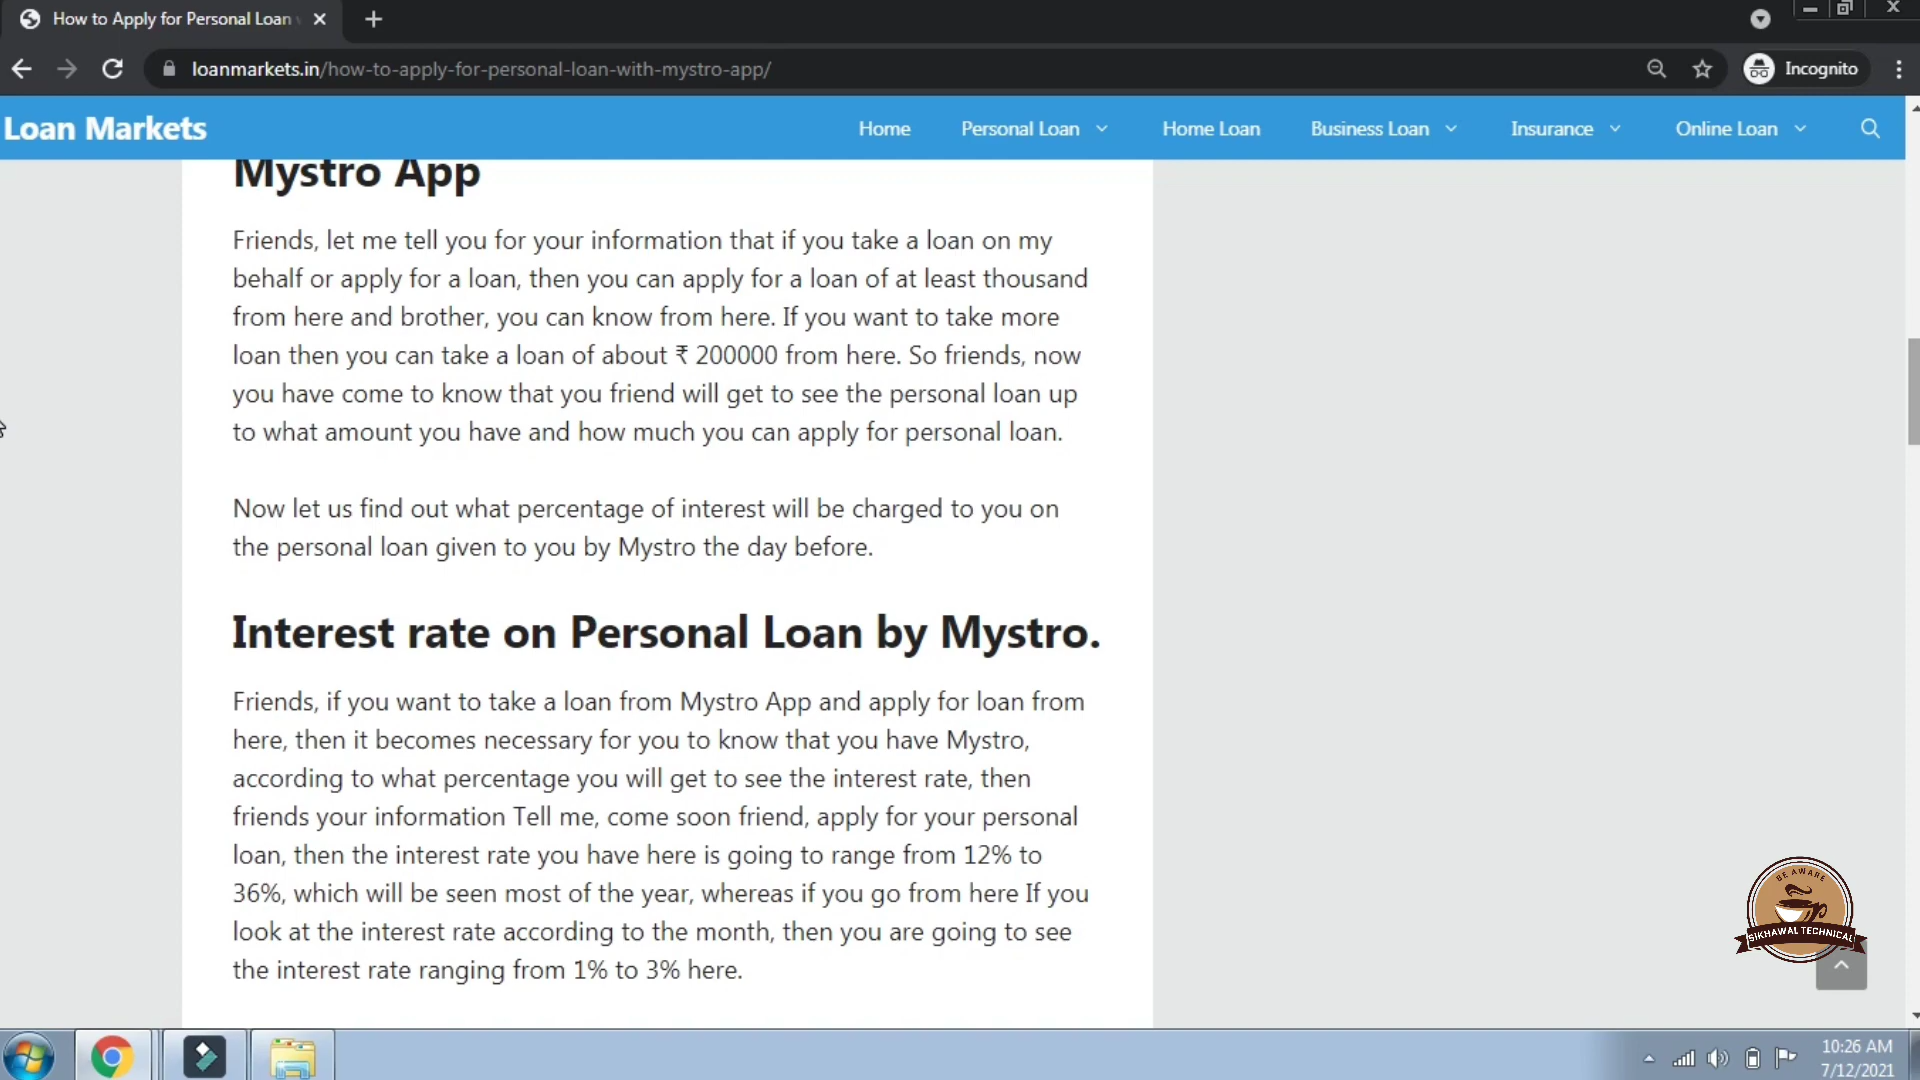 How to Apply for Personal Loan
loanmarkets.in/how-to-apply-for-personal-loan-with-mystro-app/
Incognito
Loan Markets
Home
Personal Loan
Home Loan
Business Loan
Insurance
Online Loan
Mystro App
Friends, let me tell you for your information that if you take a loan on my
behalf or apply for a loan, then you can apply for a loan of at least thousand
from here and brother, you can know from here. If you want to take more
loan then you can take a loan of about ₹ 200000 from here. So friends, now
you have come to know that you friend will get to see the personal loan up
to what amount you have and how much you can apply for personal loan.
Now let us find out what percentage of interest will be charged to you on
the personal loan given to you by Mystro the day before.
Interest rate on Personal Loan by Mystro.
Friends, if you want to take a loan from Mystro App and apply for loan from
here, then it becomes necessary for you to know that you have Mystro,
according to what percentage you will get to see the interest rate, then
friends your information Tell me, come soon friend, apply for your personal
loan, then the interest rate you have here is going to range from 12% to
36%, which will be seen most of the year, whereas if you go from here If you
look at the interest rate according to the month, then you are going to see
the interest rate ranging from 1% to 3% here.
BE AWARE
SIKHAWAL TECHNICAL
10:26 AM
7/12/2021